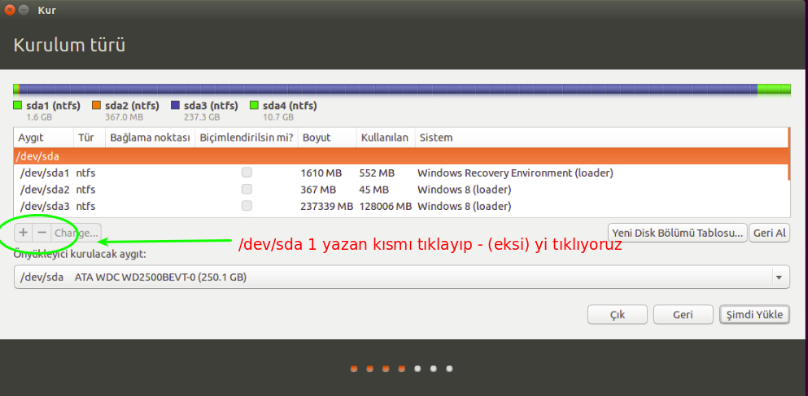 Kur
Kurulum türü
sda1 (ntfs) sda2 (ntfs) sda3 (ntfs) sda4 (ntfs)
1.6 GB 367.0 MB 237.3 GB 10.7 GB
Aygıt Tür Bağlama noktası Biçimlendirilsin mi? Boyut Kullanılan Sistem
/dev/sda
/dev/sda1 ntfs 1610 MB 552 MB Windows Recovery Environment (loader)
/dev/sda2 ntfs 367 MB 45 MB Windows 8 (loader)
/dev/sda3 ntfs 237339 MB 128006 MB Windows 8 (loader)
+ − Change... Yeni Disk Bölümü Tablosu... Geri Al
/dev/sda 1 yazan kısmı tıklayıp - (eksi) yi tıklıyoruz
Önyükleyici kurulacak aygıt:
/dev/sda ATA WDC WD2500BEVT-0 (250.1 GB)
Çık Geri Şimdi Yükle